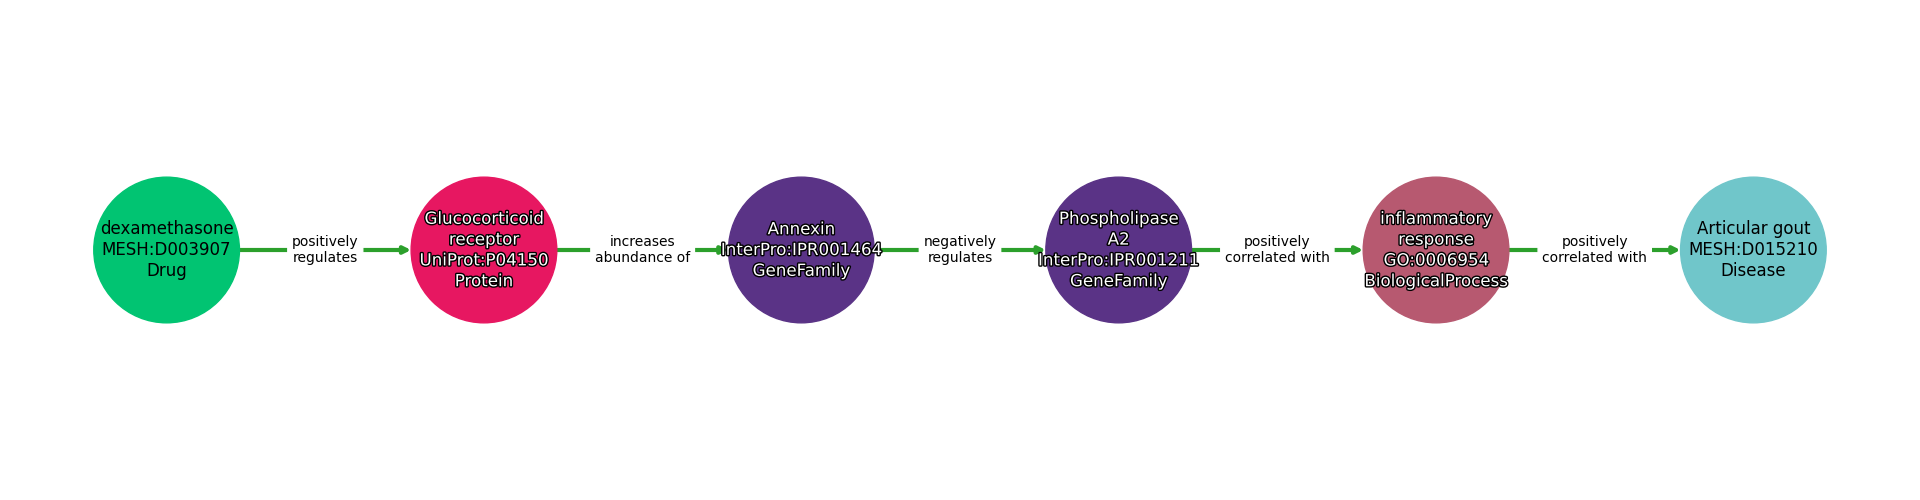 dexamethasone
MESH:D003907
Drug
positively
regulates
Glucocorticoid
receptor
UniProt:P04150
Protein
increases
abundance of
Annexin
InterPro:IPR001464
GeneFamily
negatively
regulates
Phospholipase
A2
InterPro:IPR001211
GeneFamily
positively
correlated with
inflammatory
response
GO:0006954
BiologicalProcess
positively
correlated with
Articular gout
MESH:D015210
Disease